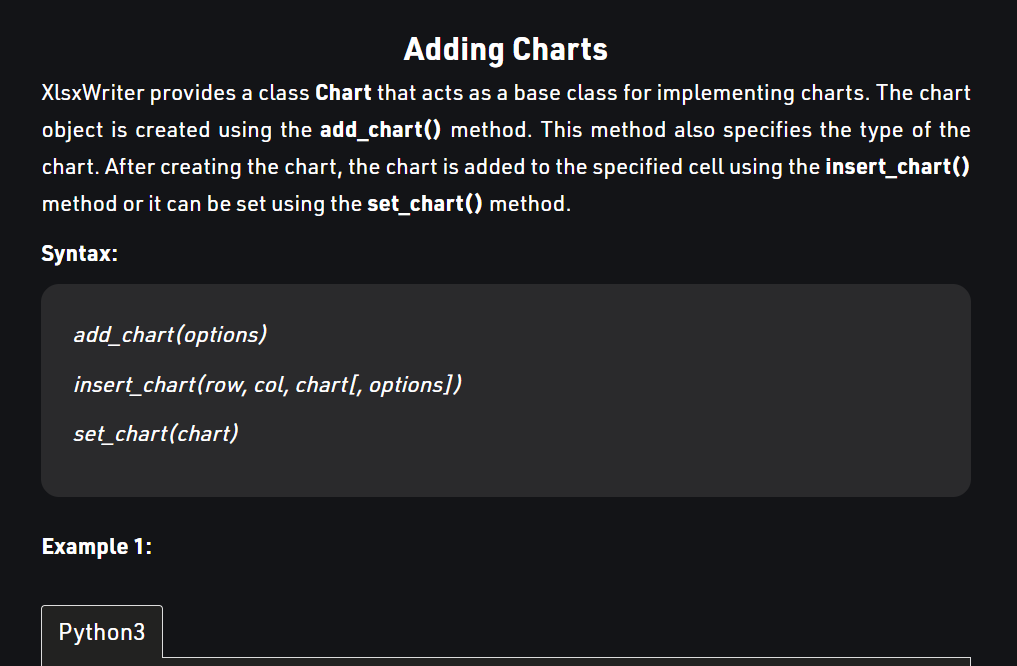 Adding Charts
XlsxWriter provides a class Chart that acts as a base class for implementing charts. The chart
object is created using the add_chart() method. This method also specifies the type of the
chart. After creating the chart, the chart is added to the specified cell using the insert_chart()
method or it can be set using the set_chart() method.
Syntax:
add_chart(options)
insert_chart(row, col, chart[, options])
set_chart(chart)
Example 1:
Python3